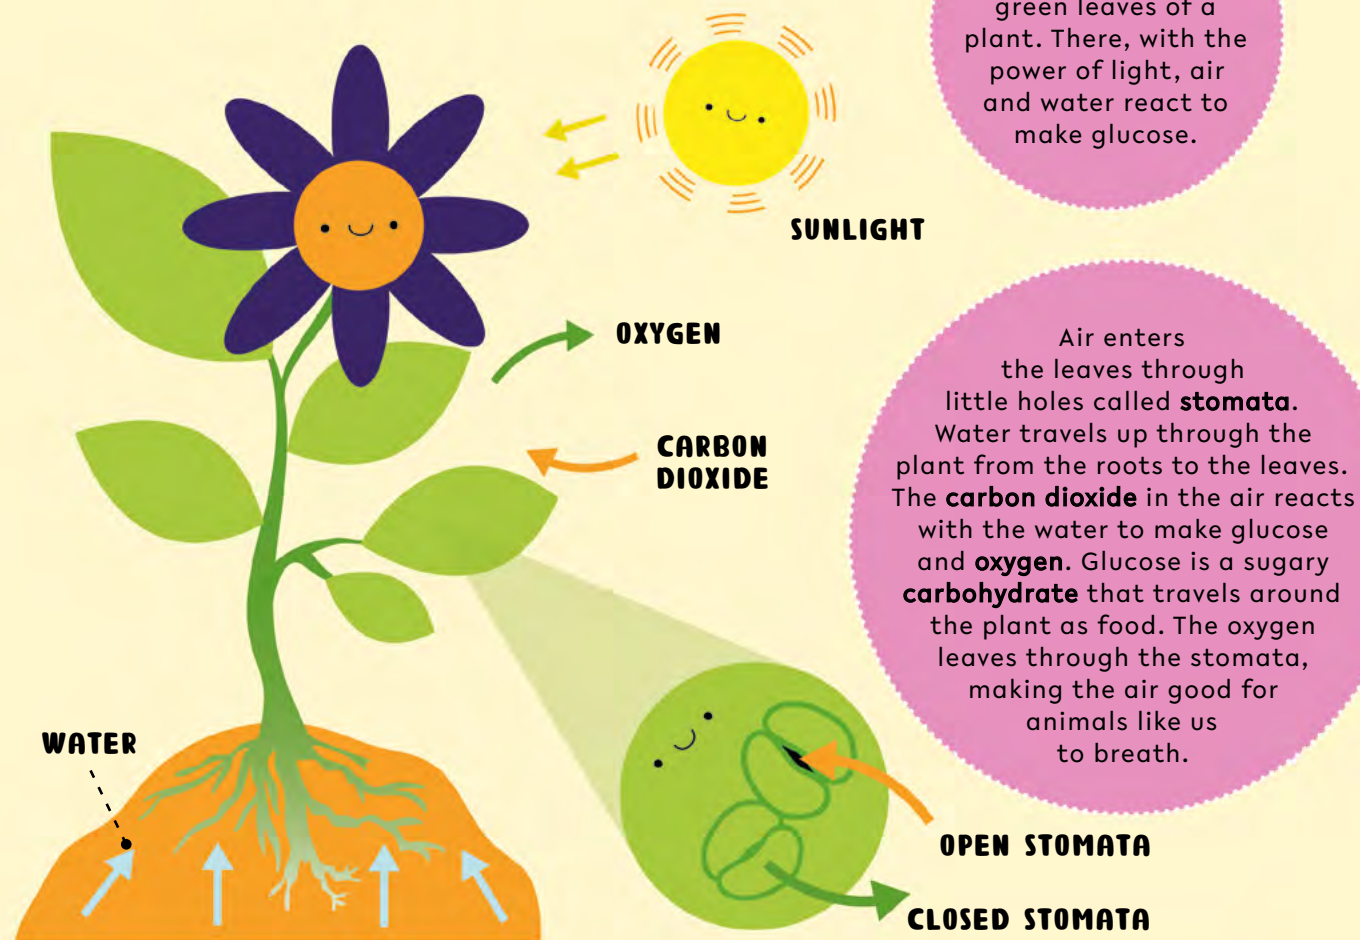 green leaves of a
plant. There, with the
power of light, air
and water react to
make glucose.
SUNLIGHT
OXYGEN
CARBON
DIOXIDE
Air enters
the leaves through
little holes called stomata.
Water travels up through the
plant from the roots to the leaves.
The carbon dioxide in the air reacts
with the water to make glucose
and oxygen. Glucose is a sugary
carbohydrate that travels around
the plant as food. The oxygen
leaves through the stomata,
making the air good for
animals like us
to breath.
WATER
OPEN STOMATA
CLOSED STOMATA